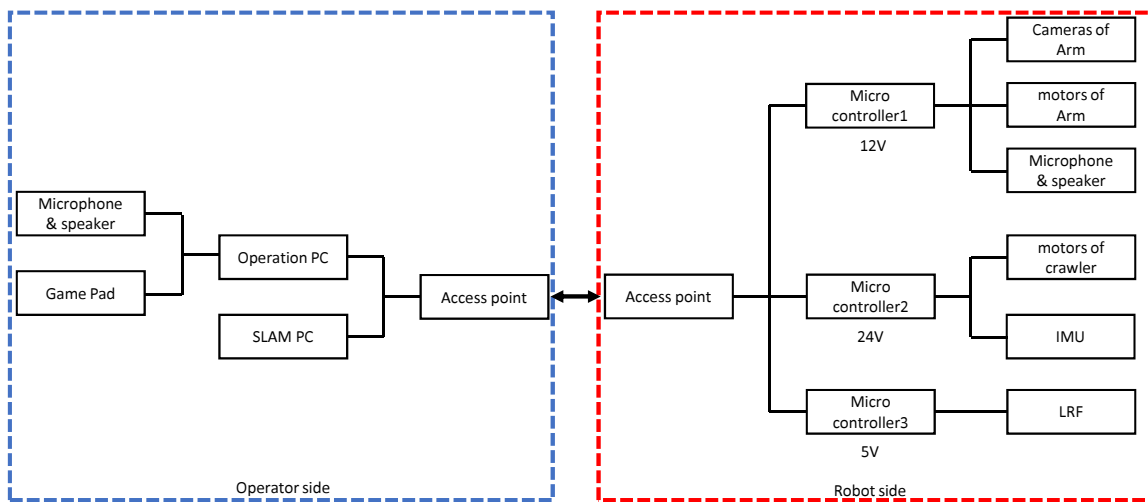 Microphone
& speaker
Game Pad
Operation PC
SLAM PC
Access point
Operator side
Access point
Micro
controller1
12V
Micro
controller2
24V
Micro
controller3
5V
Cameras of
Arm
motors of
Arm
Microphone
& speaker
motors of
crawler
IMU
LRF
Robot side